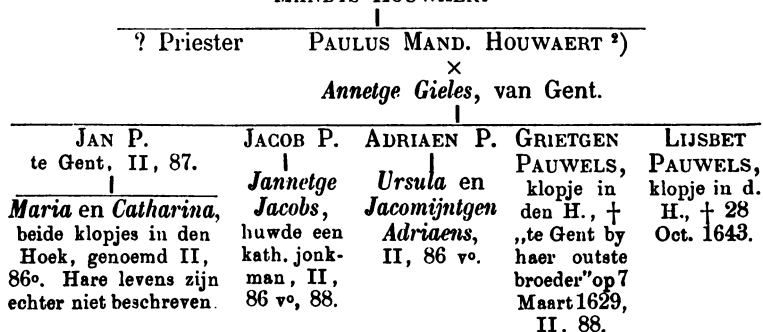 MANDTS HOUWAERT
? Priester PAULUS MAND. HOUWAERT ²)
×
Annetge Gieles, van Gent.
JAN P.
te Gent, II, 87.
Maria en Catharina,
beide klopjes in den
Hoek, genoemd II,
86o. Hare levens zijn
echter niet beschreven.
JACOB P.
Jannetge
Jacobs,
huwde een
kath. jonk-
man, II,
86 vo, 88.
ADRIAEN P.
Ursula en
Jacomijntgen
Adriaens,
II, 86 vo.
GRIETGEN
PAUWELS,
klopje in
den H., †
„te Gent by
haer outste
broeder" op 7
Maart 1629,
II. 88.
LIJSBET
PAUWELS,
klopje in d.
H., † 28
Oct. 1643.